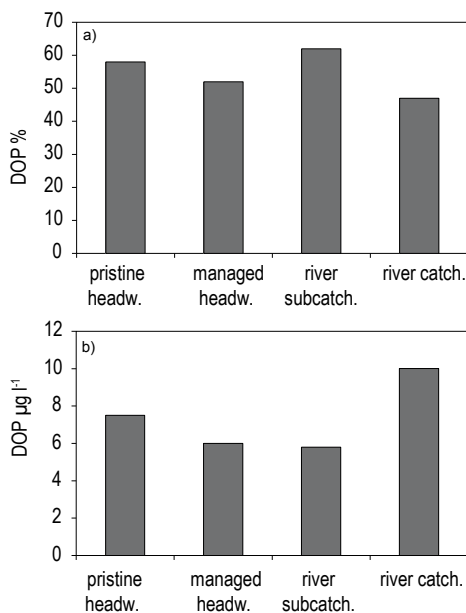 a)
DOP %
70
60
50
40
30
20
10
0
pristine headw.
managed headw.
river subcatch.
river catch.
b)
DOP µg l⁻¹
12
10
8
6
4
2
0
pristine headw.
managed headw.
river subcatch.
river catch.